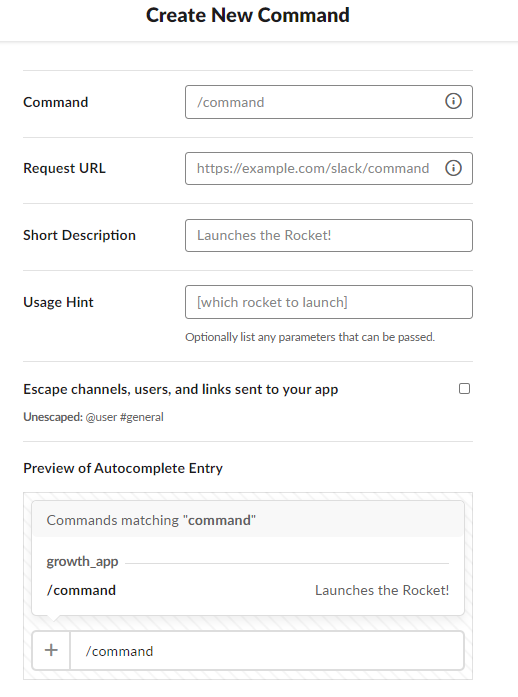 Create New Command
Command
/command
Request URL
https://example.com/slack/command
Short Description
Launches the Rocket!
Usage Hint
[which rocket to launch]
Optionally list any parameters that can be passed.
Escape channels, users, and links sent to your app
Unescaped: @user #general
Preview of Autocomplete Entry
Commands matching "command"
growth_app
/command Launches the Rocket!
+ /command